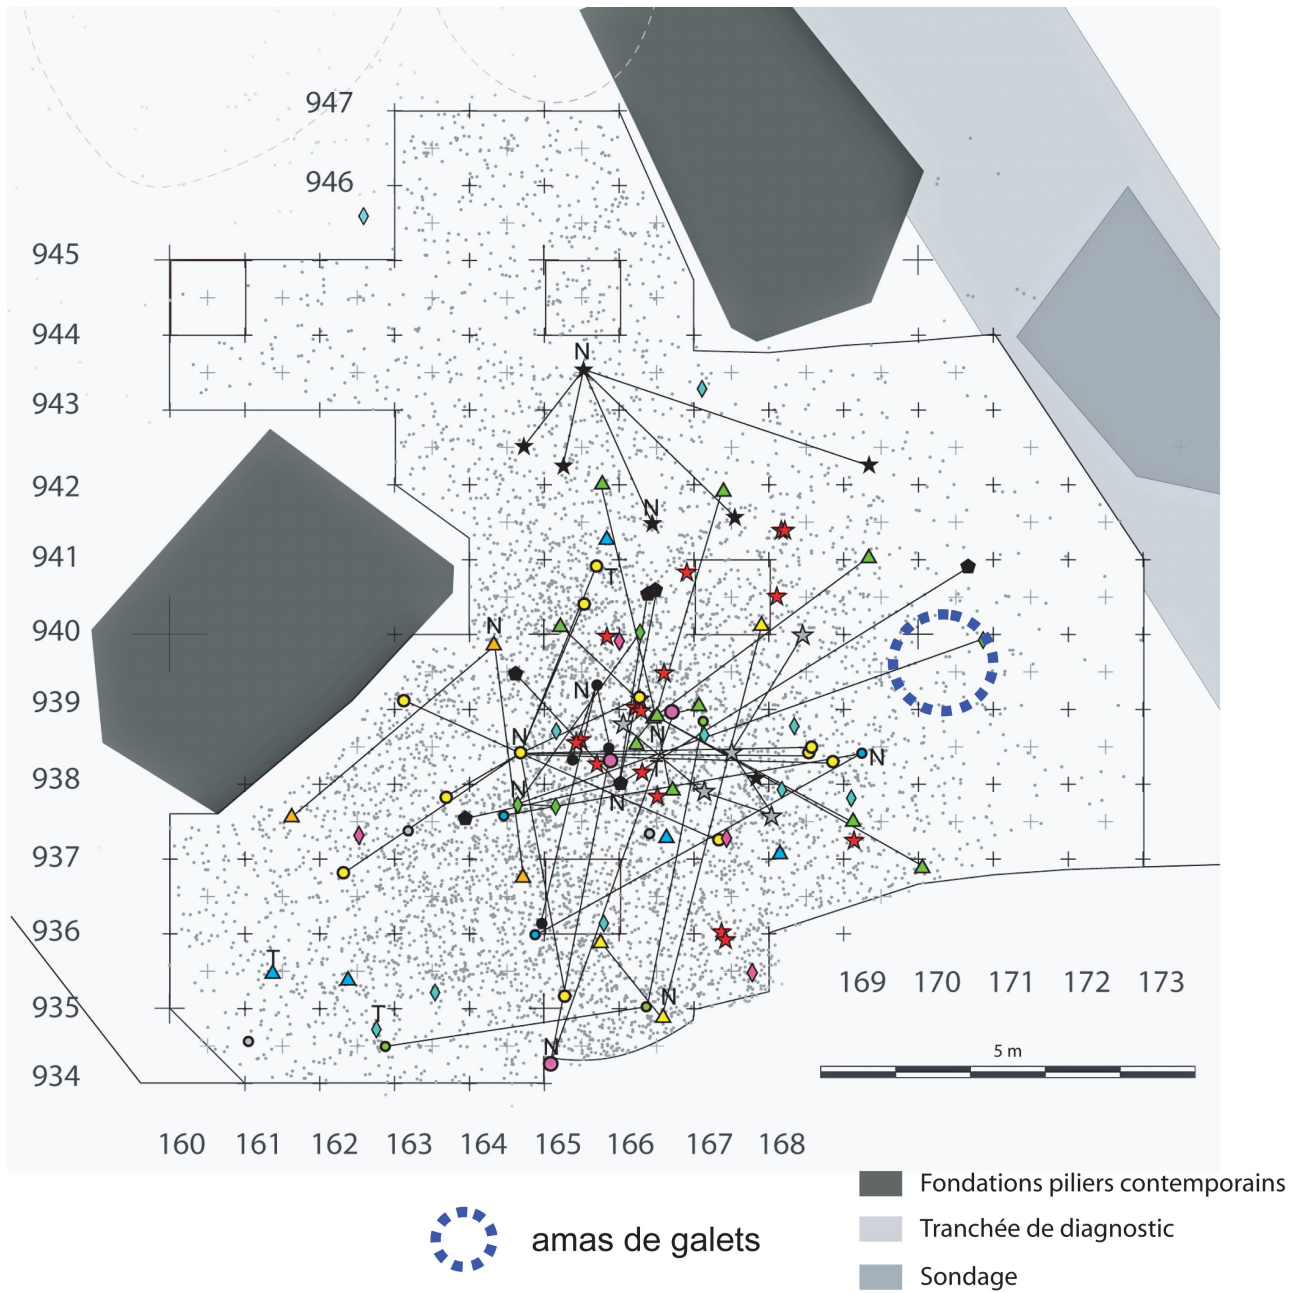 947
946
945
944
N
943
942
N
941
T
940
N
N
939
N
N
N
938
N
N
937
936
T
169 170 171 172 173
935
T
N
N
5 m
934
160 161 162 163 164 165 166 167 168
Fondations piliers contemporains
amas de galets
Tranchée de diagnostic
Sondage